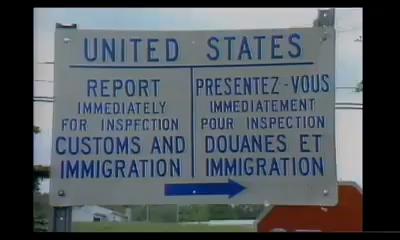 UNITED STATES
REPORT
IMMEDIATELY
FOR INSPECTION
CUSTOMS AND
IMMIGRATION
PRESENTEZ-VOUS
IMMEDIATEMENT
POUR INSPECTION
DOUANES ET
IMMIGRATION